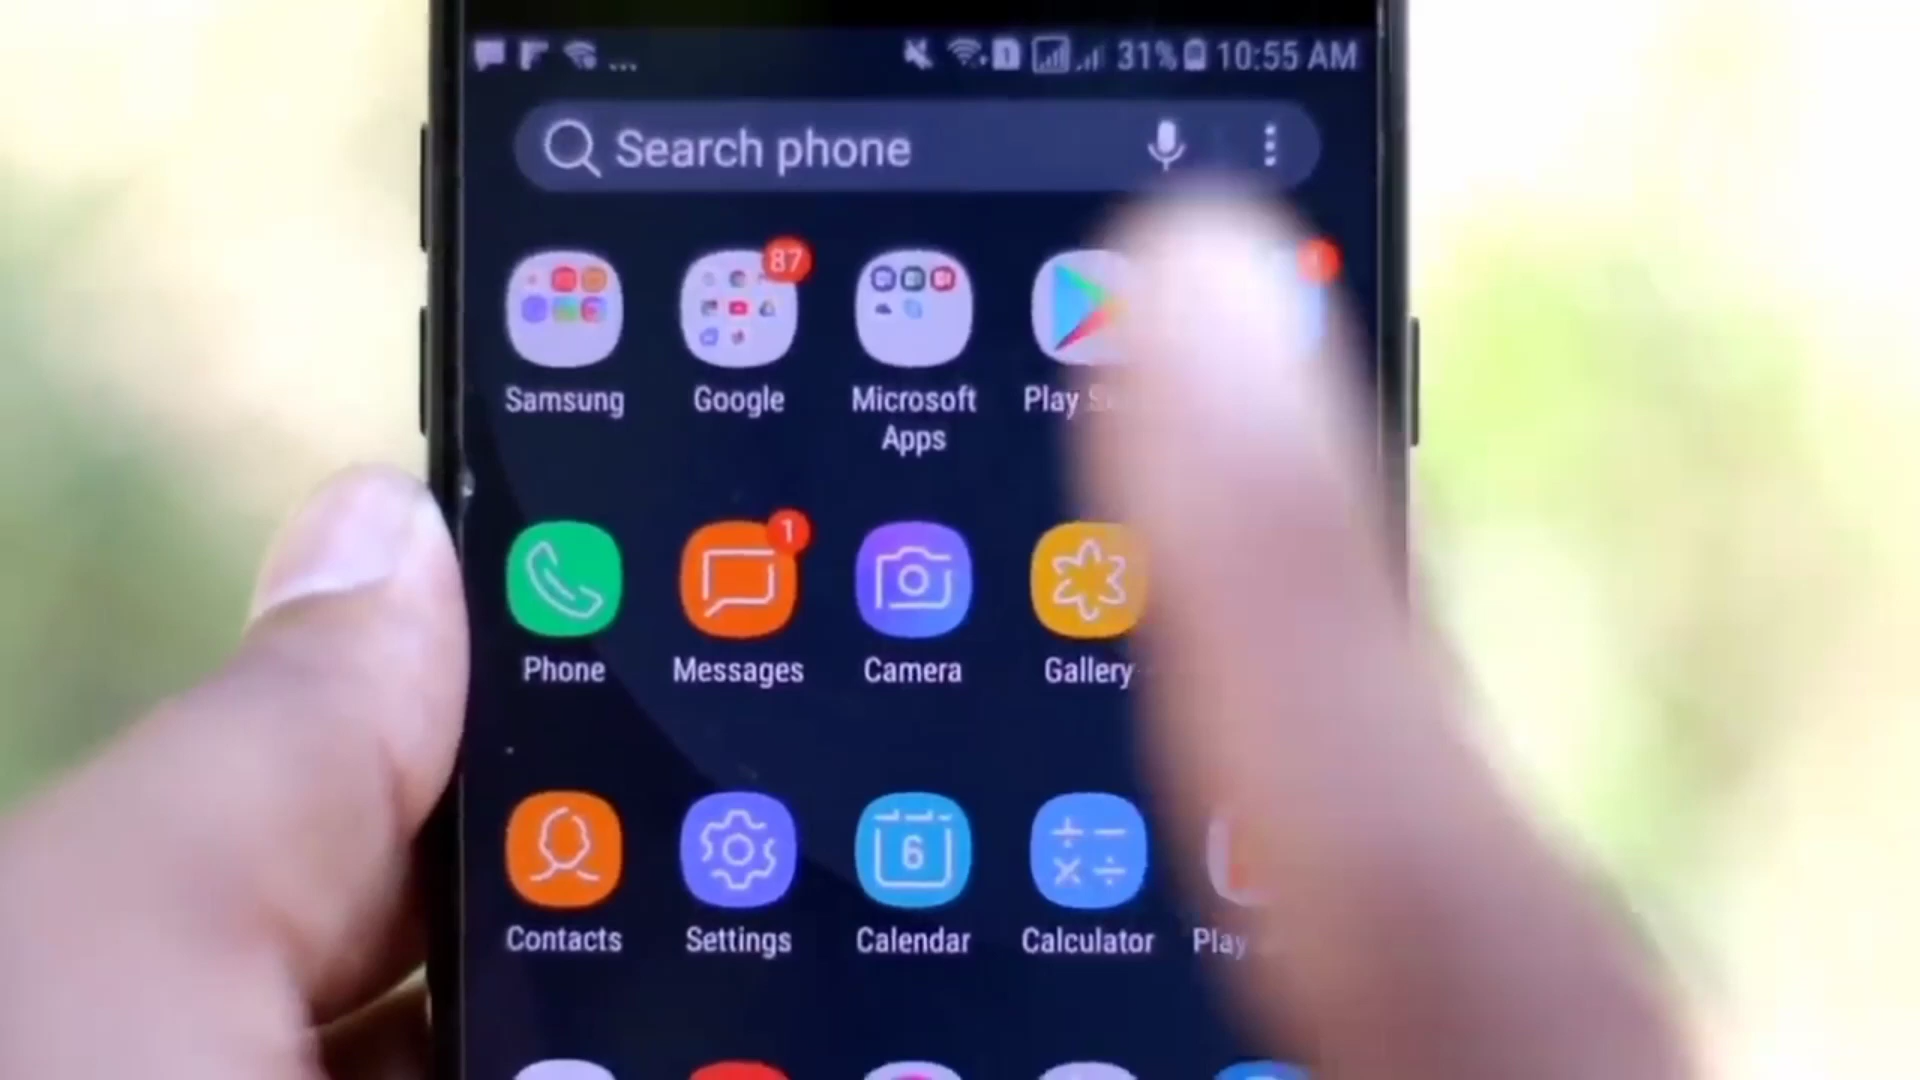 ... 31% 10:55 AM
Search phone
87
Samsung Google Microsoft Apps Play
1
Phone Messages Camera Gallery
6
Contacts Settings Calendar Calculator Play